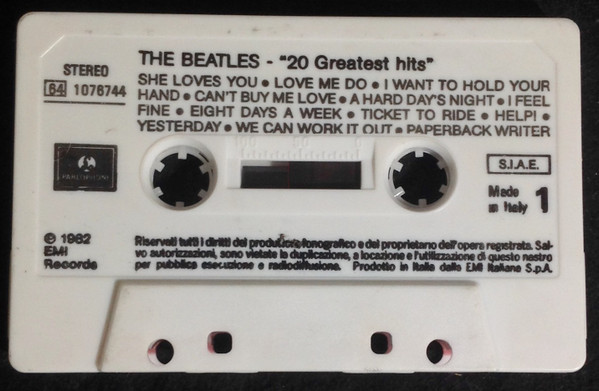 THE BEATLES - "20 Greatest hits"
STEREO
64 1078744
SHE LOVES YOU • LOVE ME DO • I WANT TO HOLD YOUR
HAND • CAN'T BUY ME LOVE • A HARD DAY'S NIGHT • I FEEL
FINE • EIGHT DAYS A WEEK • TICKET TO RIDE • HELP! •
YESTERDAY • WE CAN WORK IT OUT • PAPERBACK WRITER
PARLOPHONE
S.I.A.E.
Made
in Italy
1
℗ 1982
EMI
Records
Riservati tutti i diritti del produttore fonografico e del proprietario dell'opera registrata. Sal-
vo autorizzazioni, sono vietate la duplicazione, a locazione e l'utilizzazione di questo nastro
per pubblica esecuzione e radiodiffusione. Prodotto in Italia dalla EMI Italiana S.p.A.